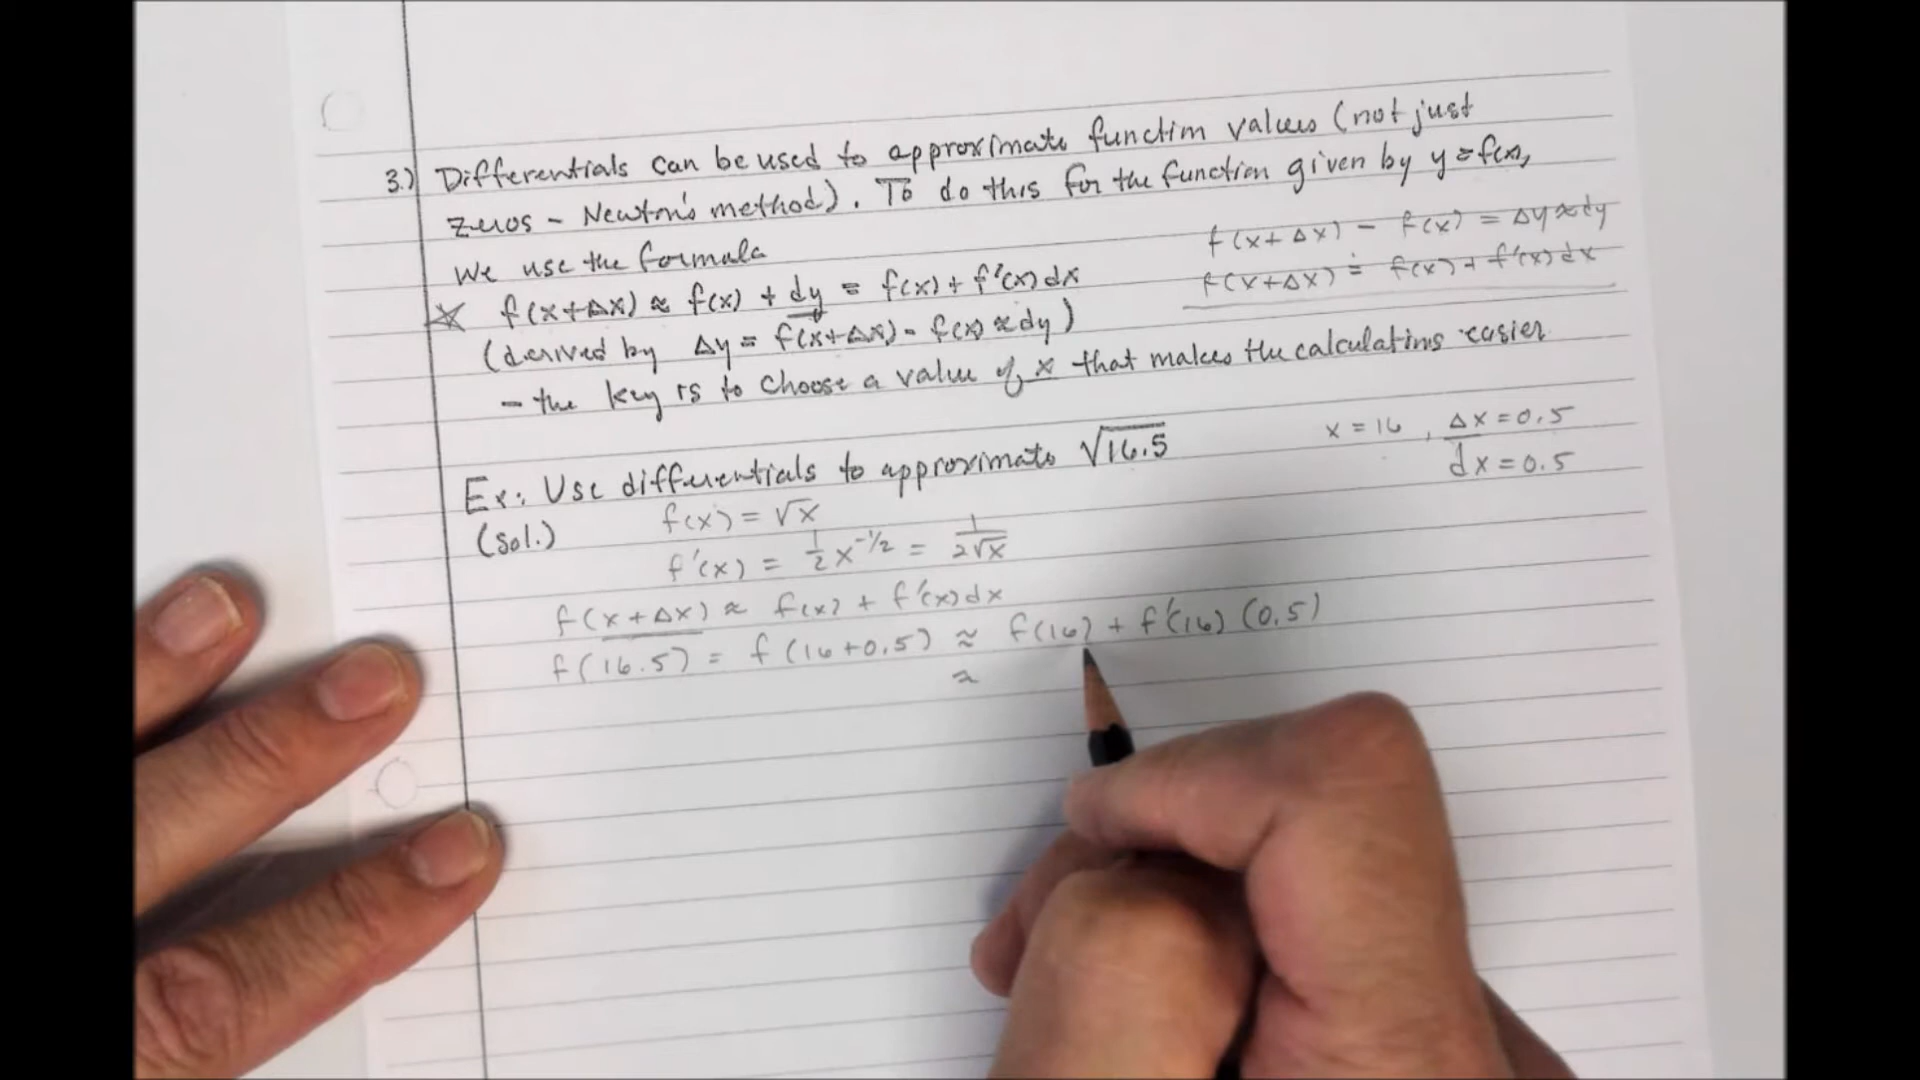 3.) Differentials can be used to approximate function values (not just
zeros - Newton's method). To do this for the function given by y = f(x),
we use the formula
f(x+Δx) - f(x) = Δy ≈ dy
f(x+Δx) ≈ f(x) + dy = f(x) + f'(x) dx
f(x+Δx) ≈ f(x) + f'(x) dx
(derived by Δy = f(x+Δx) - f(x) ≈ dy)
- the key is to choose a value of x that makes the calculations easier
Ex: Use differentials to approximate √16.5
x = 16, Δx = 0.5
dx = 0.5
(sol.) f(x) = √x
f'(x) = 1/2 x^-1/2 = 1/(2√x)
f(x+Δx) ≈ f(x) + f'(x) dx
f(16.5) = f(16+0.5) ≈ f(16) + f'(16) (0.5)
≈